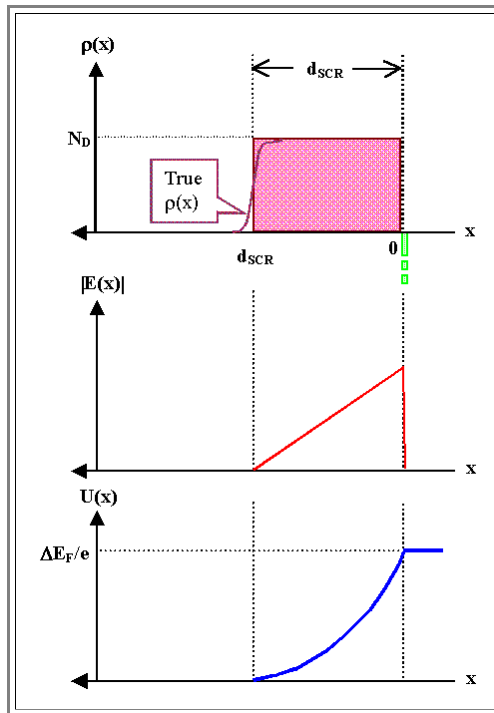 ρ(x)
d_SCR
N_D
True
ρ(x)
x
0
d_SCR
|E(x)|
x
U(x)
ΔE_F/e
x